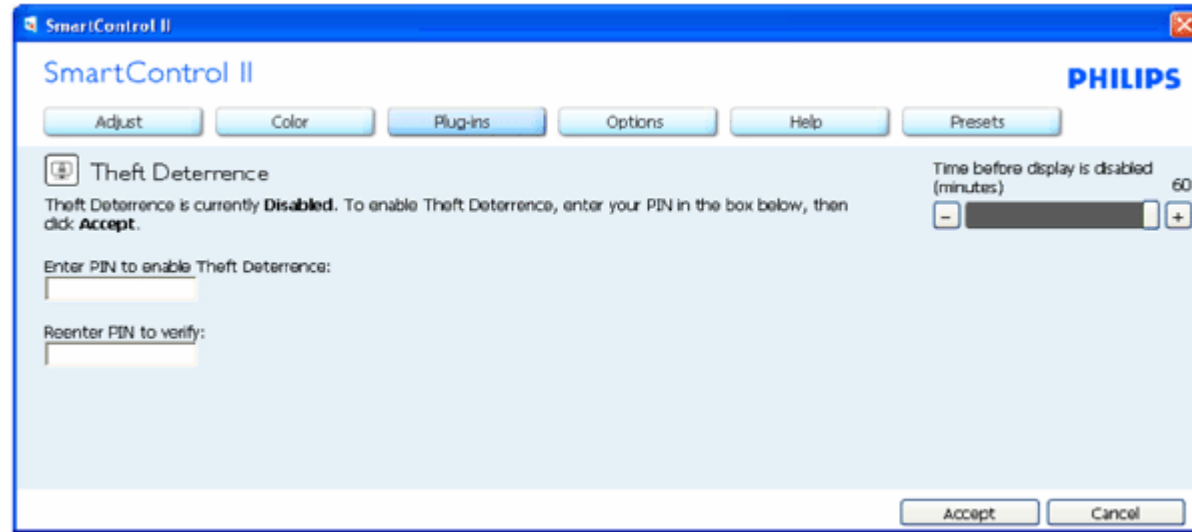 SmartControl II
SmartControl II
PHILIPS
Adjust Color Plug-ins Options Help Presets
Theft Deterrence
Theft Deterrence is currently Disabled. To enable Theft Deterrence, enter your PIN in the box below, then
click Accept.
Time before display is disabled
(minutes) 60
-
+
Enter PIN to enable Theft Deterrence:
Reenter PIN to verify:
Accept Cancel